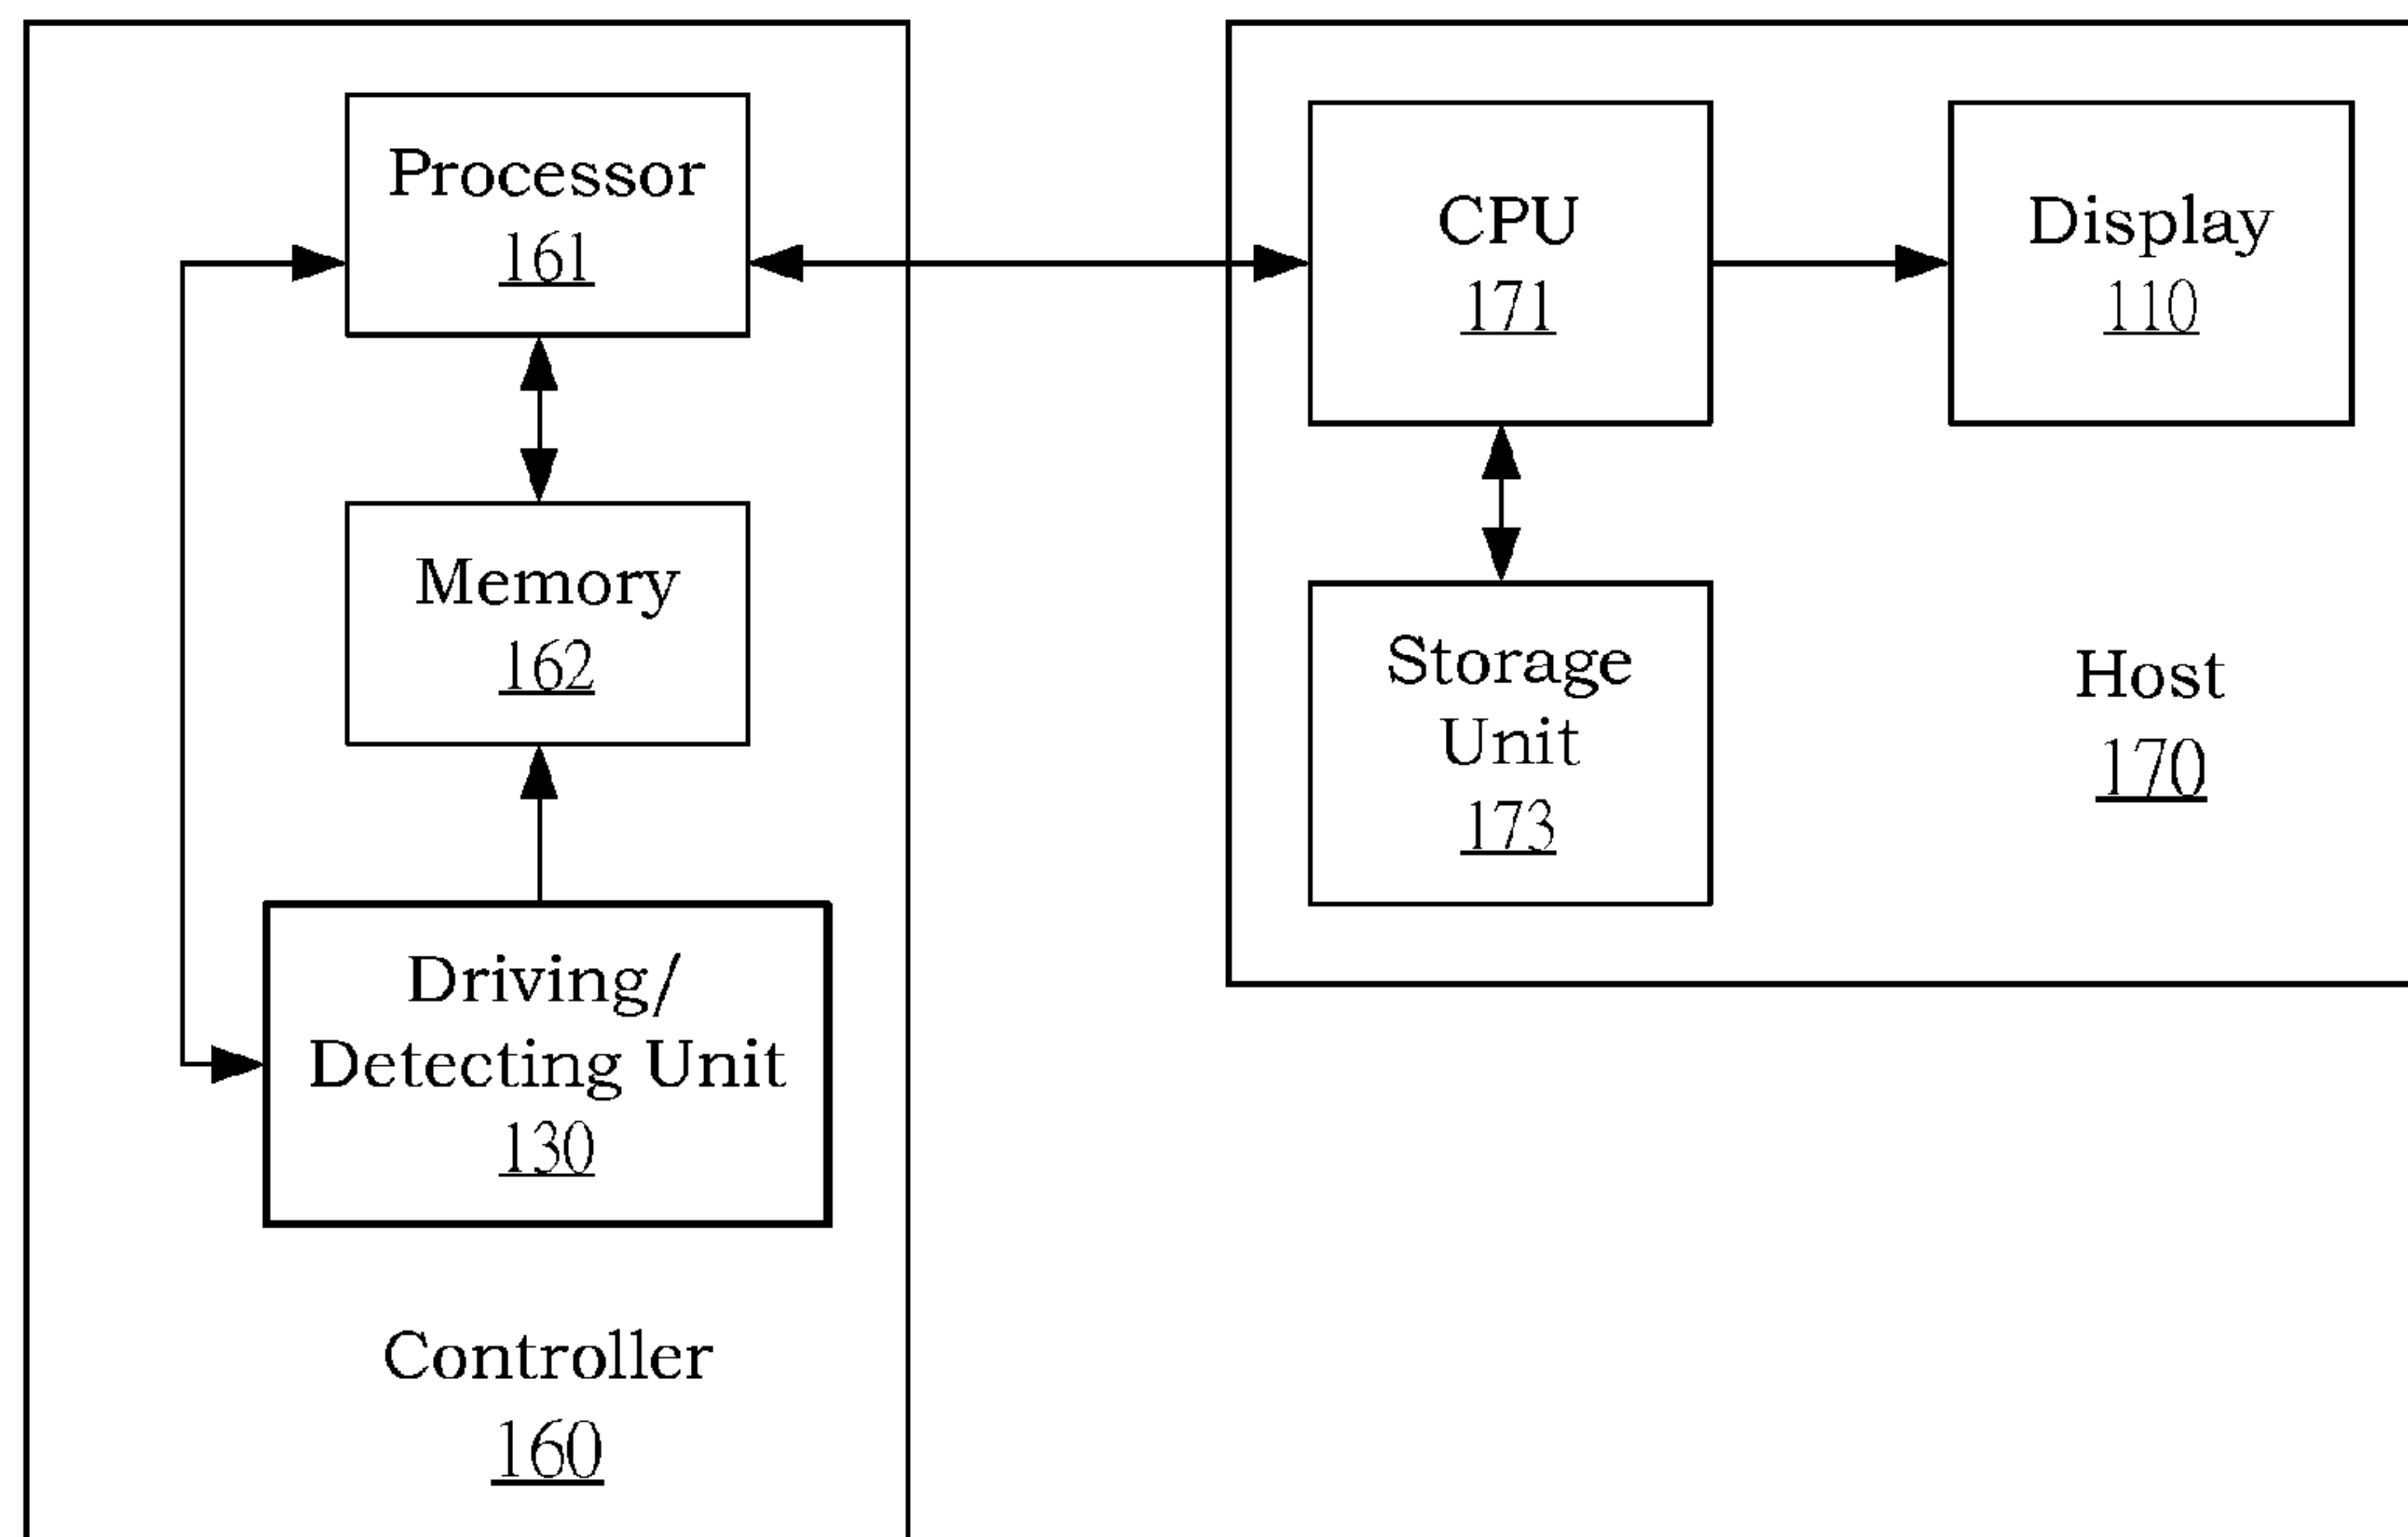 Processor
161
Memory
162
Driving/
Detecting Unit
130
Controller
160
CPU
171
Display
110
Storage
Unit
173
Host
170